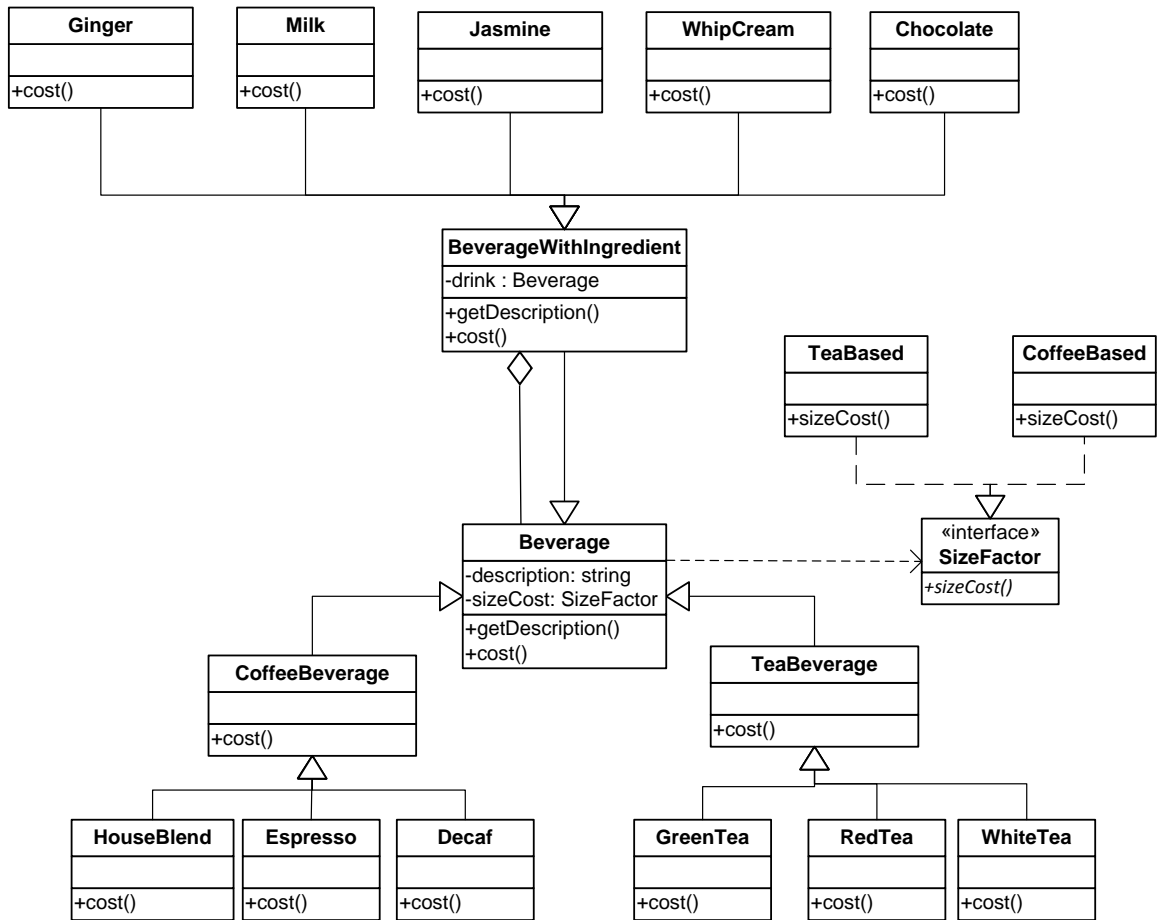 Ginger
+cost()
Milk
+cost()
Jasmine
+cost()
WhipCream
+cost()
Chocolate
+cost()
BeverageWithIngredient
-drink : Beverage
+getDescription()
+cost()
TeaBased
+sizeCost()
CoffeeBased
+sizeCost()
«interface»
SizeFactor
+sizeCost()
Beverage
-description: string
-sizeCost: SizeFactor
+getDescription()
+cost()
CoffeeBeverage
+cost()
TeaBeverage
+cost()
HouseBlend
+cost()
Espresso
+cost()
Decaf
+cost()
GreenTea
+cost()
RedTea
+cost()
WhiteTea
+cost()